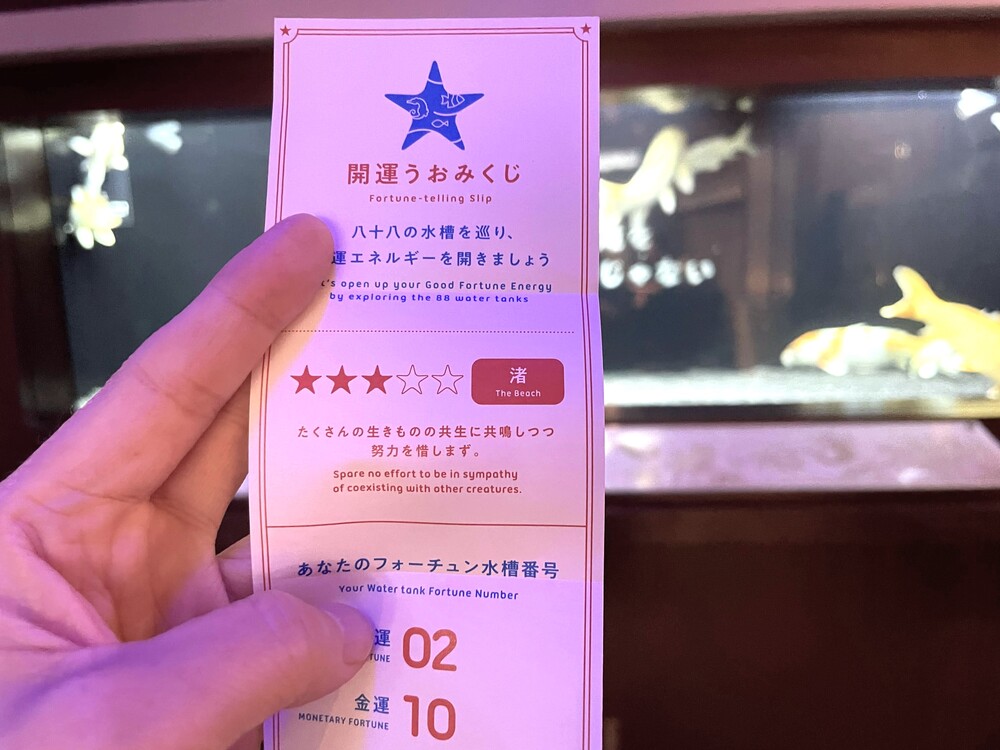 開運うおみくじ
Fortune-telling Slip
八十八の水槽を巡り、
運エネルギーを開きましょう
's open up your Good Fortune Energy
by exploring the 88 water tanks
★★★☆☆
渚
The Beach
たくさんの生きものの共生に共鳴しつつ
努力を惜しまず。
Spare no effort to be in sympathy
of coexisting with other creatures.
あなたのフォーチュン水槽番号
Your Water tank Fortune Number
運 02
金運 10
MONETARY FORTUNE
じゃない